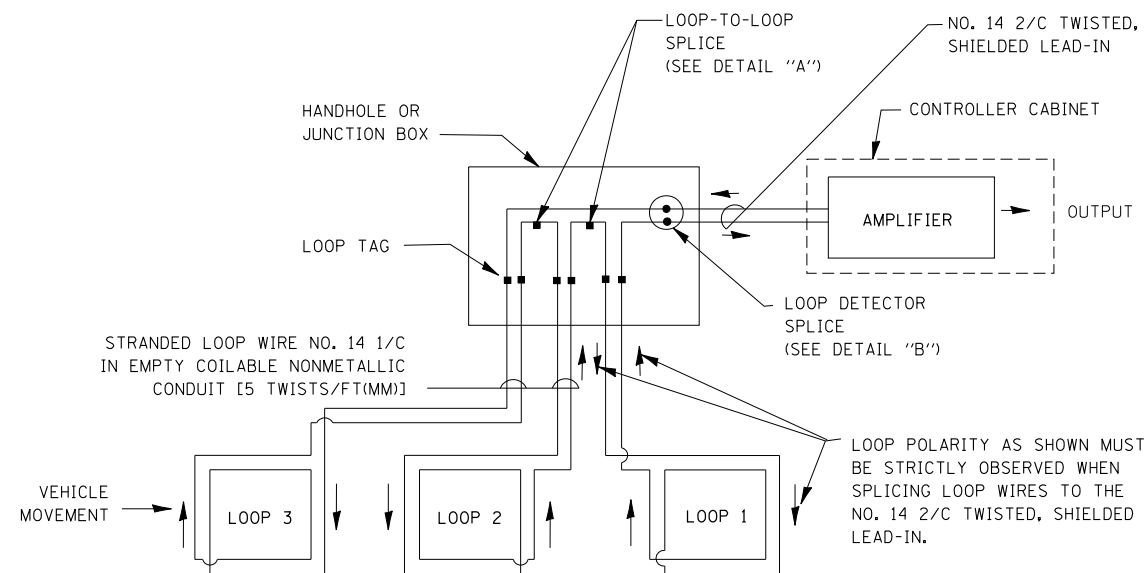 LOOP-TO-LOOP
SPLICE
(SEE DETAIL "A")
NO. 14 2/C TWISTED,
SHIELDED LEAD-IN
HANDHOLE OR
JUNCTION BOX
CONTROLLER CABINET
AMPLIFIER
OUTPUT
LOOP TAG
LOOP DETECTOR
SPLICE
(SEE DETAIL "B")
STRANDED LOOP WIRE NO. 14 1/C
IN EMPTY COILABLE NONMETALLIC
CONDUIT [5 TWISTS/FT(MM)]
LOOP POLARITY AS SHOWN MUST
BE STRICTLY OBSERVED WHEN
SPLICING LOOP WIRES TO THE
NO. 14 2/C TWISTED, SHIELDED
LEAD-IN.
VEHICLE
MOVEMENT
LOOP 3
LOOP 2
LOOP 1